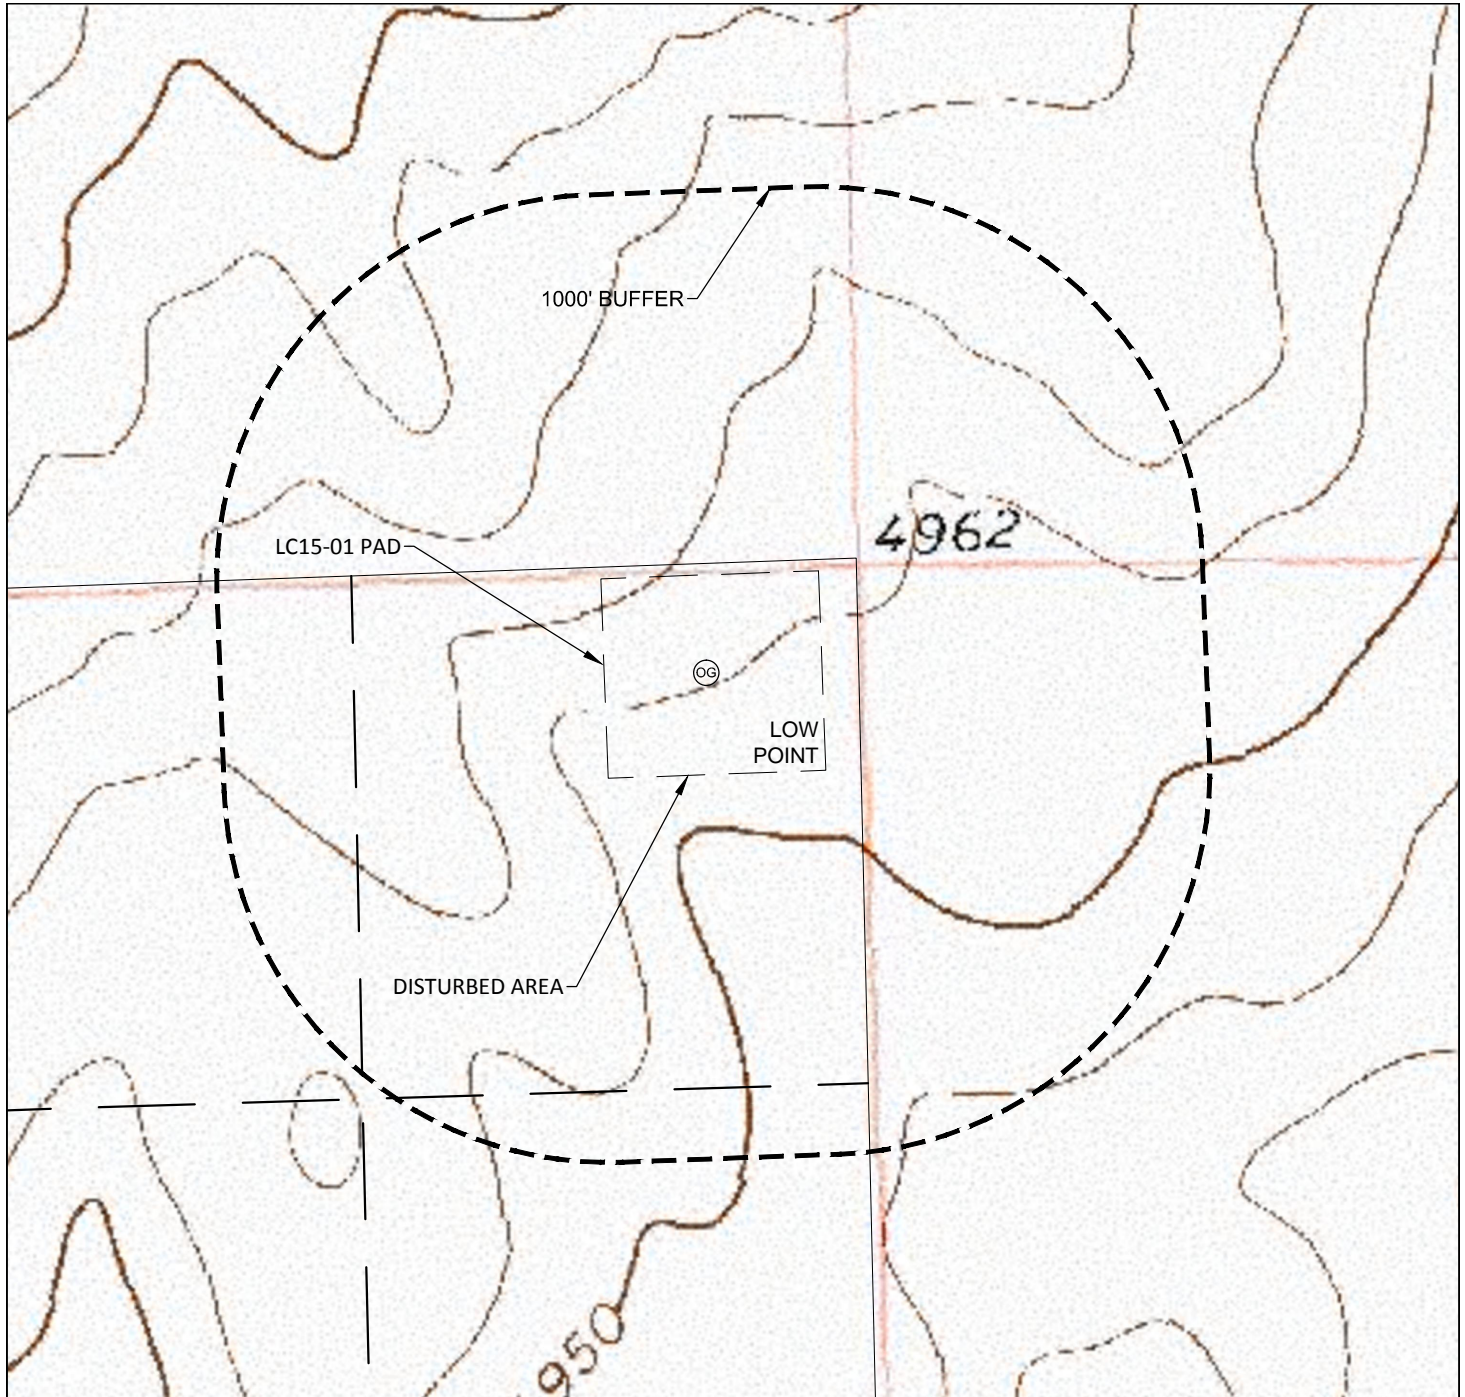 1000' BUFFER
4962
LC15-01 PAD
OG
LOW
POINT
DISTURBED AREA
950